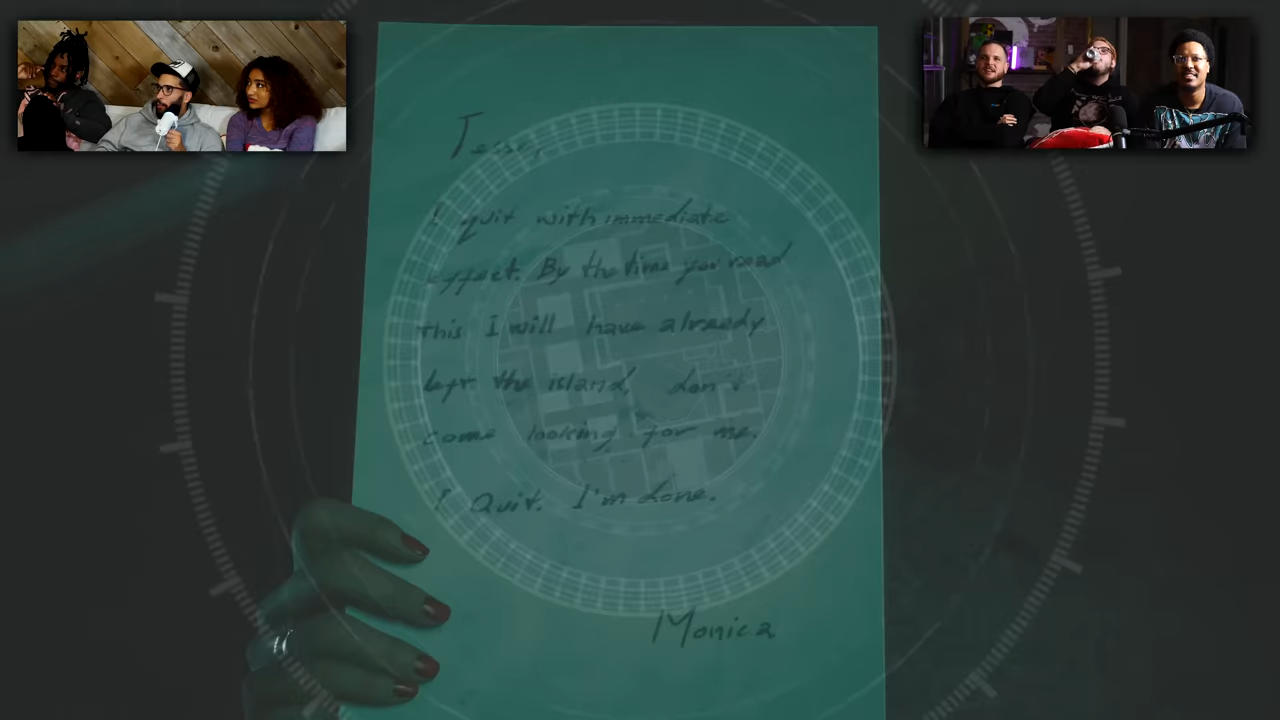 Tesse,
I quit with immediate
effect. By the time you read
this I will have already
left the island, don't
come looking for me.
I Quit. I'm done.
Monica